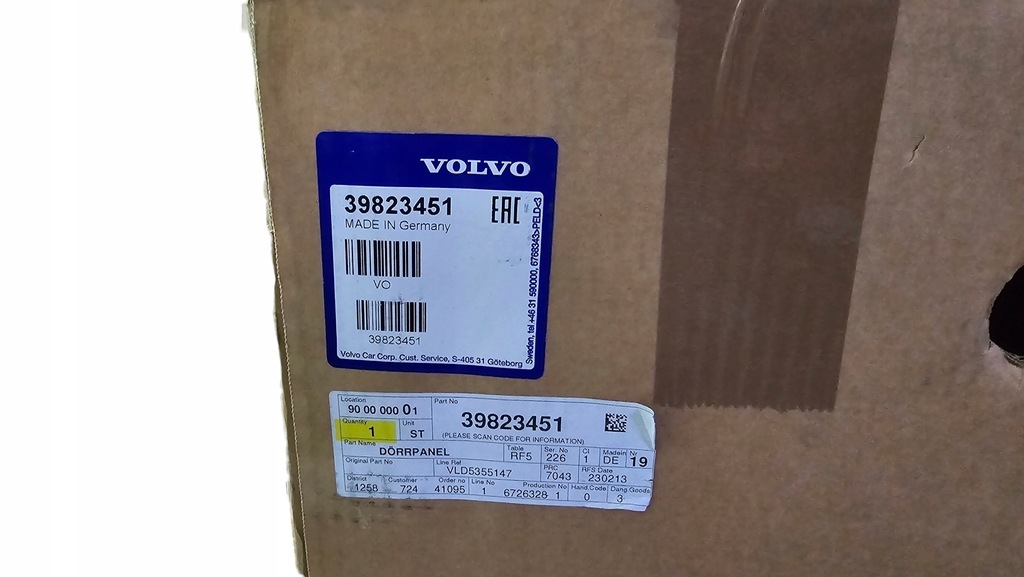 VOLVO
39823451 EAC
MADE IN Germany
VO
39823451
Volvo Car Corp. Cust. Service, S-405 31 Göteborg
Sweden, tel +46 31 590000, 6788343>PELD<3
Location Part No
90 00 000 01 39823451
Quantity Unit (PLEASE SCAN CODE FOR INFORMATION)
1 ST
Part Name Table Ser. No CI Madein Nr
DÖRRPANEL RF5 226 1 DE 19
Original Part No Line Ref PRC RFS Date
VLD5355147 7043 230213
District Customer Order no Line No Production No Hand.Code Dang Goods
1258 724 41095 1 6726328 1 0 3